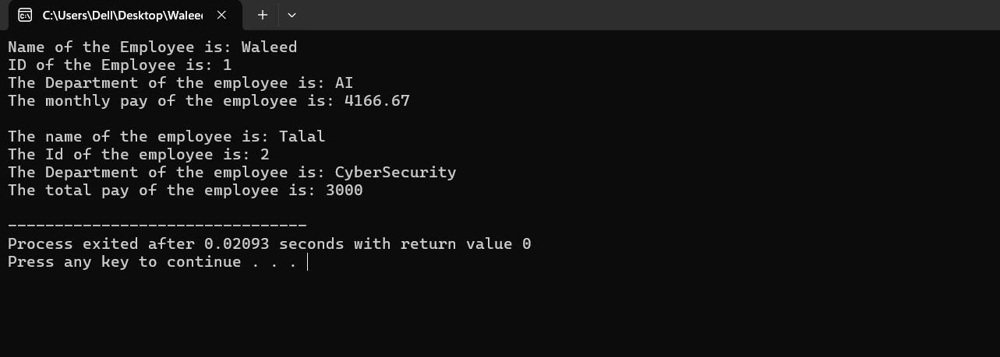 C:\Users\Dell\Desktop\Walee
Name of the Employee is: Waleed
ID of the Employee is: 1
The Department of the employee is: AI
The monthly pay of the employee is: 4166.67
The name of the employee is: Talal
The Id of the employee is: 2
The Department of the employee is: CyberSecurity
The total pay of the employee is: 3000
--------------------------------
Process exited after 0.02093 seconds with return value 0
Press any key to continue . . .